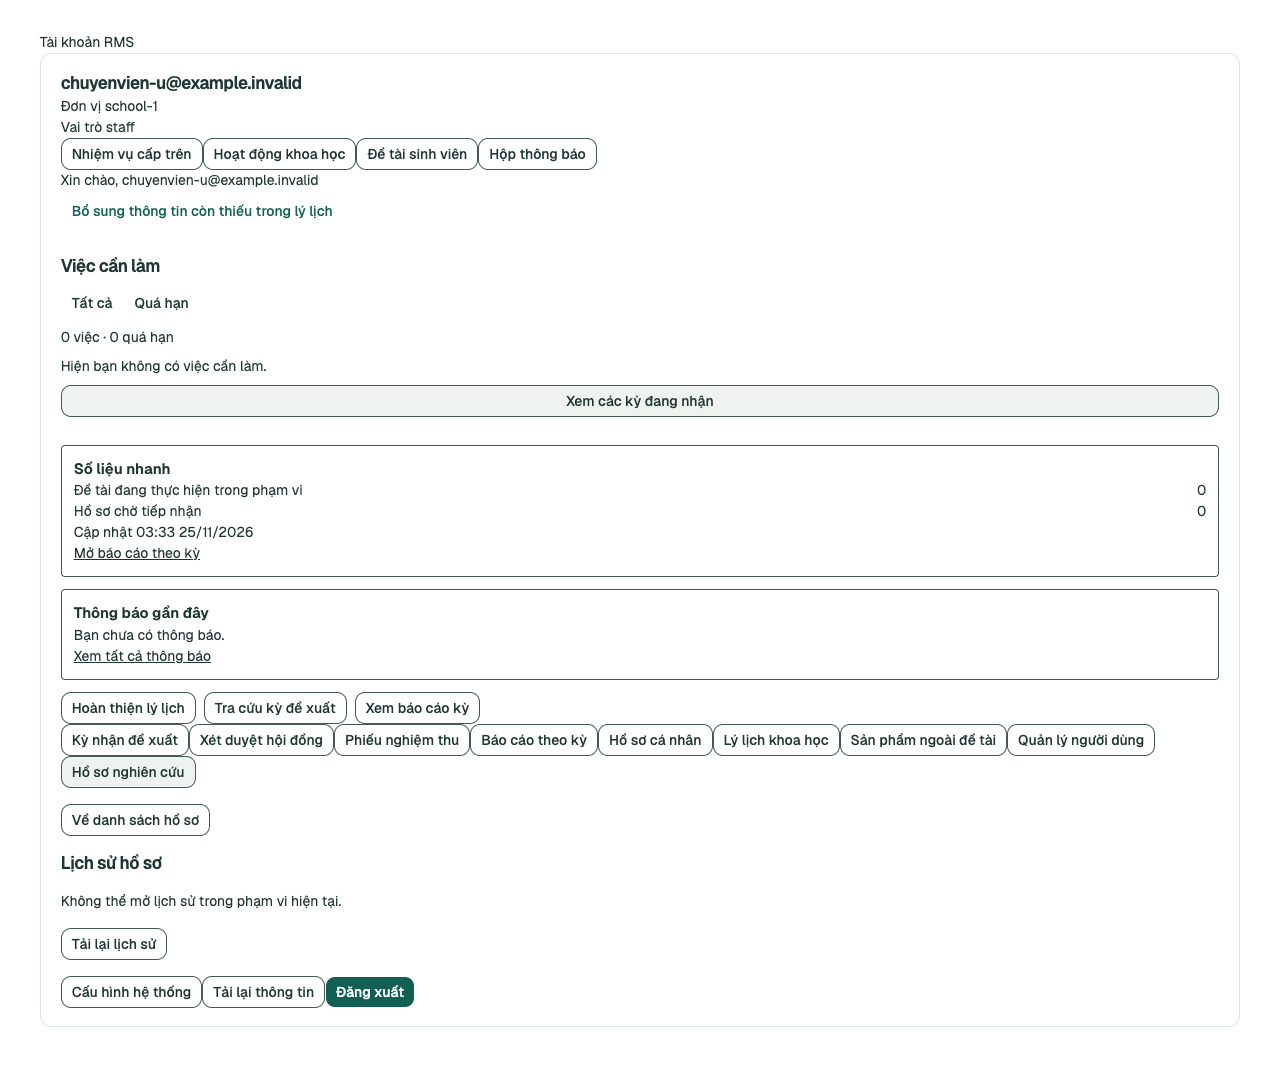 Tài khoản RMS
chuyenvien-u@example.invalid
Đơn vị school-1
Vai trò staff
Nhiệm vụ cấp trên Hoạt động khoa học Đề tài sinh viên Hộp thông báo
Xin chào, chuyenvien-u@example.invalid
Bổ sung thông tin còn thiếu trong lý lịch
Việc cần làm
Tất cả Quá hạn
0 việc · 0 quá hạn
Hiện bạn không có việc cần làm.
Xem các kỳ đang nhận
Số liệu nhanh
Đề tài đang thực hiện trong phạm vi 0
Hồ sơ chờ tiếp nhận 0
Cập nhật 03:33 25/11/2026
Mở báo cáo theo kỳ
Thông báo gần đây
Bạn chưa có thông báo.
Xem tất cả thông báo
Hoàn thiện lý lịch Tra cứu kỳ đề xuất Xem báo cáo kỳ
Kỳ nhận đề xuất Xét duyệt hội đồng Phiếu nghiệm thu Báo cáo theo kỳ Hồ sơ cá nhân Lý lịch khoa học Sản phẩm ngoài đề tài Quản lý người dùng
Hồ sơ nghiên cứu
Về danh sách hồ sơ
Lịch sử hồ sơ
Không thể mở lịch sử trong phạm vi hiện tại.
Tải lại lịch sử
Cấu hình hệ thống Tải lại thông tin Đăng xuất